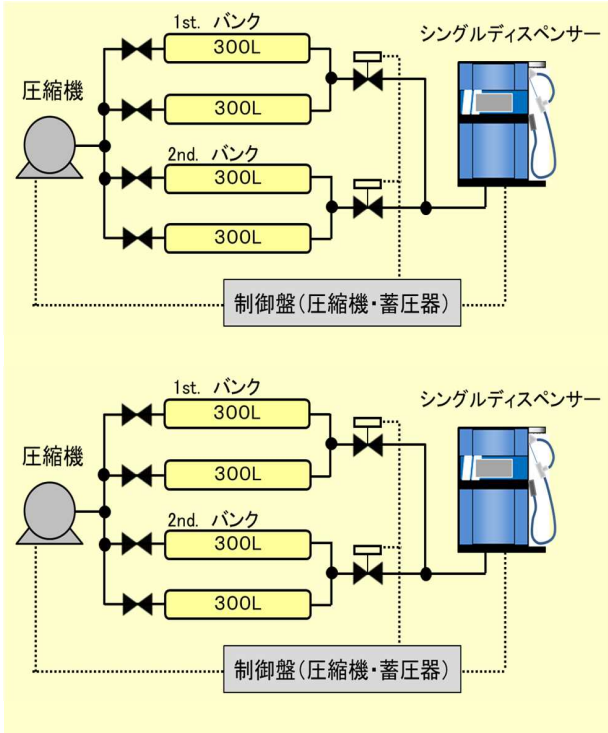 1st. バンク
シングルディスペンサー
300L
圧縮機
300L
2nd. バンク
300L
300L
制御盤(圧縮機・蓄圧器)
1st. バンク
シングルディスペンサー
300L
圧縮機
300L
2nd. バンク
300L
300L
制御盤(圧縮機・蓄圧器)